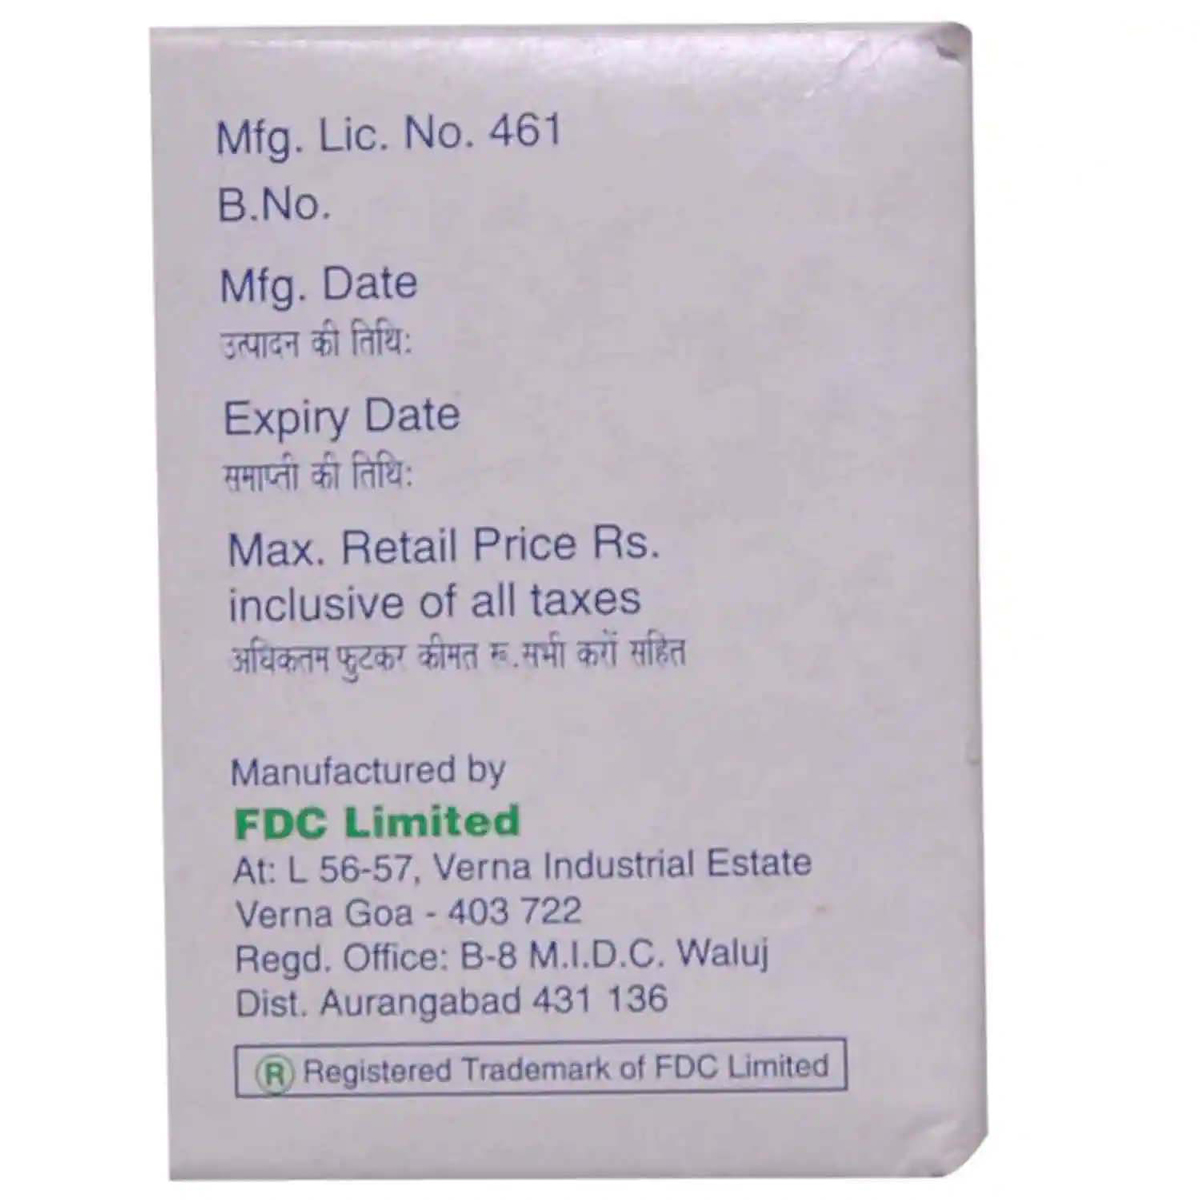 Mfg. Lic. No. 461
B.No.
Mfg. Date
उत्पादन की तिथि:
Expiry Date
समाप्ती की तिथि:
Max. Retail Price Rs.
inclusive of all taxes
अधिकतम फुटकर कीमत रू.सभी करों सहित
Manufactured by
FDC Limited
At: L 56-57, Verna Industrial Estate
Verna Goa - 403 722
Regd. Office: B-8 M.I.D.C. Waluj
Dist. Aurangabad 431 136
® Registered Trademark of FDC Limited